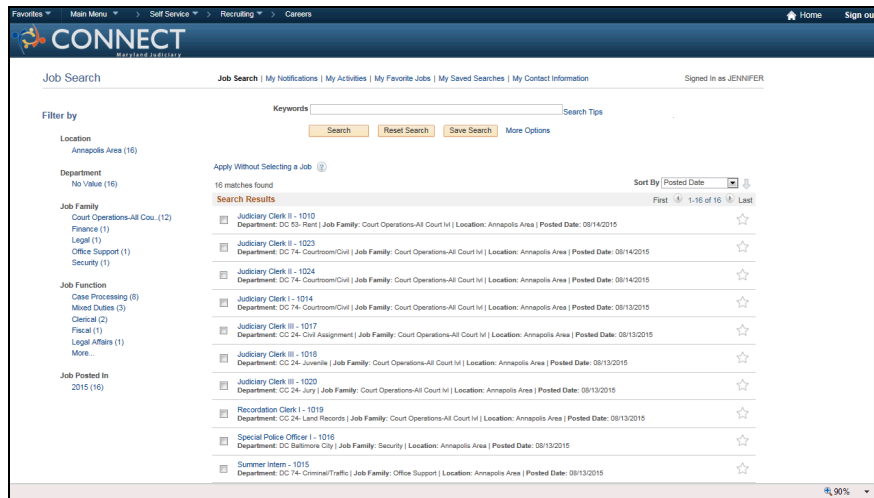 Favorites Main Menu > Self Service > Recruiting > Careers
Home Sign ou
CONNECT
Maryland Judiciary
Job Search
Job Search | My Notifications | My Activities | My Favorite Jobs | My Saved Searches | My Contact Information
Signed In as JENNIFER
Filter by
Location
Annapolis Area (16)
Department
No Value (16)
Job Family
Court Operations-All Cou..(12)
Finance (1)
Legal (1)
Office Support (1)
Security (1)
Job Function
Case Processing (8)
Mixed Duties (3)
Clerical (2)
Fiscal (1)
Legal Affairs (1)
More...
Job Posted In
2015 (16)
Keywords
Search Tips
Search Reset Search Save Search More Options
Apply Without Selecting a Job
16 matches found
Sort By Posted Date
Search Results
First 1-16 of 16 Last
Judiciary Clerk II - 1010
Department: DC 53- Rent | Job Family: Court Operations-All Court lvl | Location: Annapolis Area | Posted Date: 08/14/2015
Judiciary Clerk II - 1023
Department: DC 74- Courtroom/Civil | Job Family: Court Operations-All Court lvl | Location: Annapolis Area | Posted Date: 08/14/2015
Judiciary Clerk II - 1024
Department: DC 74- Courtroom/Civil | Job Family: Court Operations-All Court lvl | Location: Annapolis Area | Posted Date: 08/14/2015
Judiciary Clerk I - 1014
Department: DC 74- Courtroom/Civil | Job Family: Court Operations-All Court lvl | Location: Annapolis Area | Posted Date: 08/13/2015
Judiciary Clerk III - 1017
Department: CC 24- Civil Assignment | Job Family: Court Operations-All Court lvl | Location: Annapolis Area | Posted Date: 08/13/2015
Judiciary Clerk III - 1018
Department: CC 24- Juvenile | Job Family: Court Operations-All Court lvl | Location: Annapolis Area | Posted Date: 08/13/2015
Judiciary Clerk III - 1020
Department: CC 24- Jury | Job Family: Court Operations-All Court lvl | Location: Annapolis Area | Posted Date: 08/13/2015
Recordation Clerk I - 1019
Department: CC 24- Land Records | Job Family: Court Operations-All Court lvl | Location: Annapolis Area | Posted Date: 08/13/2015
Special Police Officer I - 1016
Department: DC Baltimore City | Job Family: Security | Location: Annapolis Area | Posted Date: 08/13/2015
Summer Intern - 1015
Department: DC 74- Criminal/Traffic | Job Family: Office Support | Location: Annapolis Area | Posted Date: 08/13/2015
90%